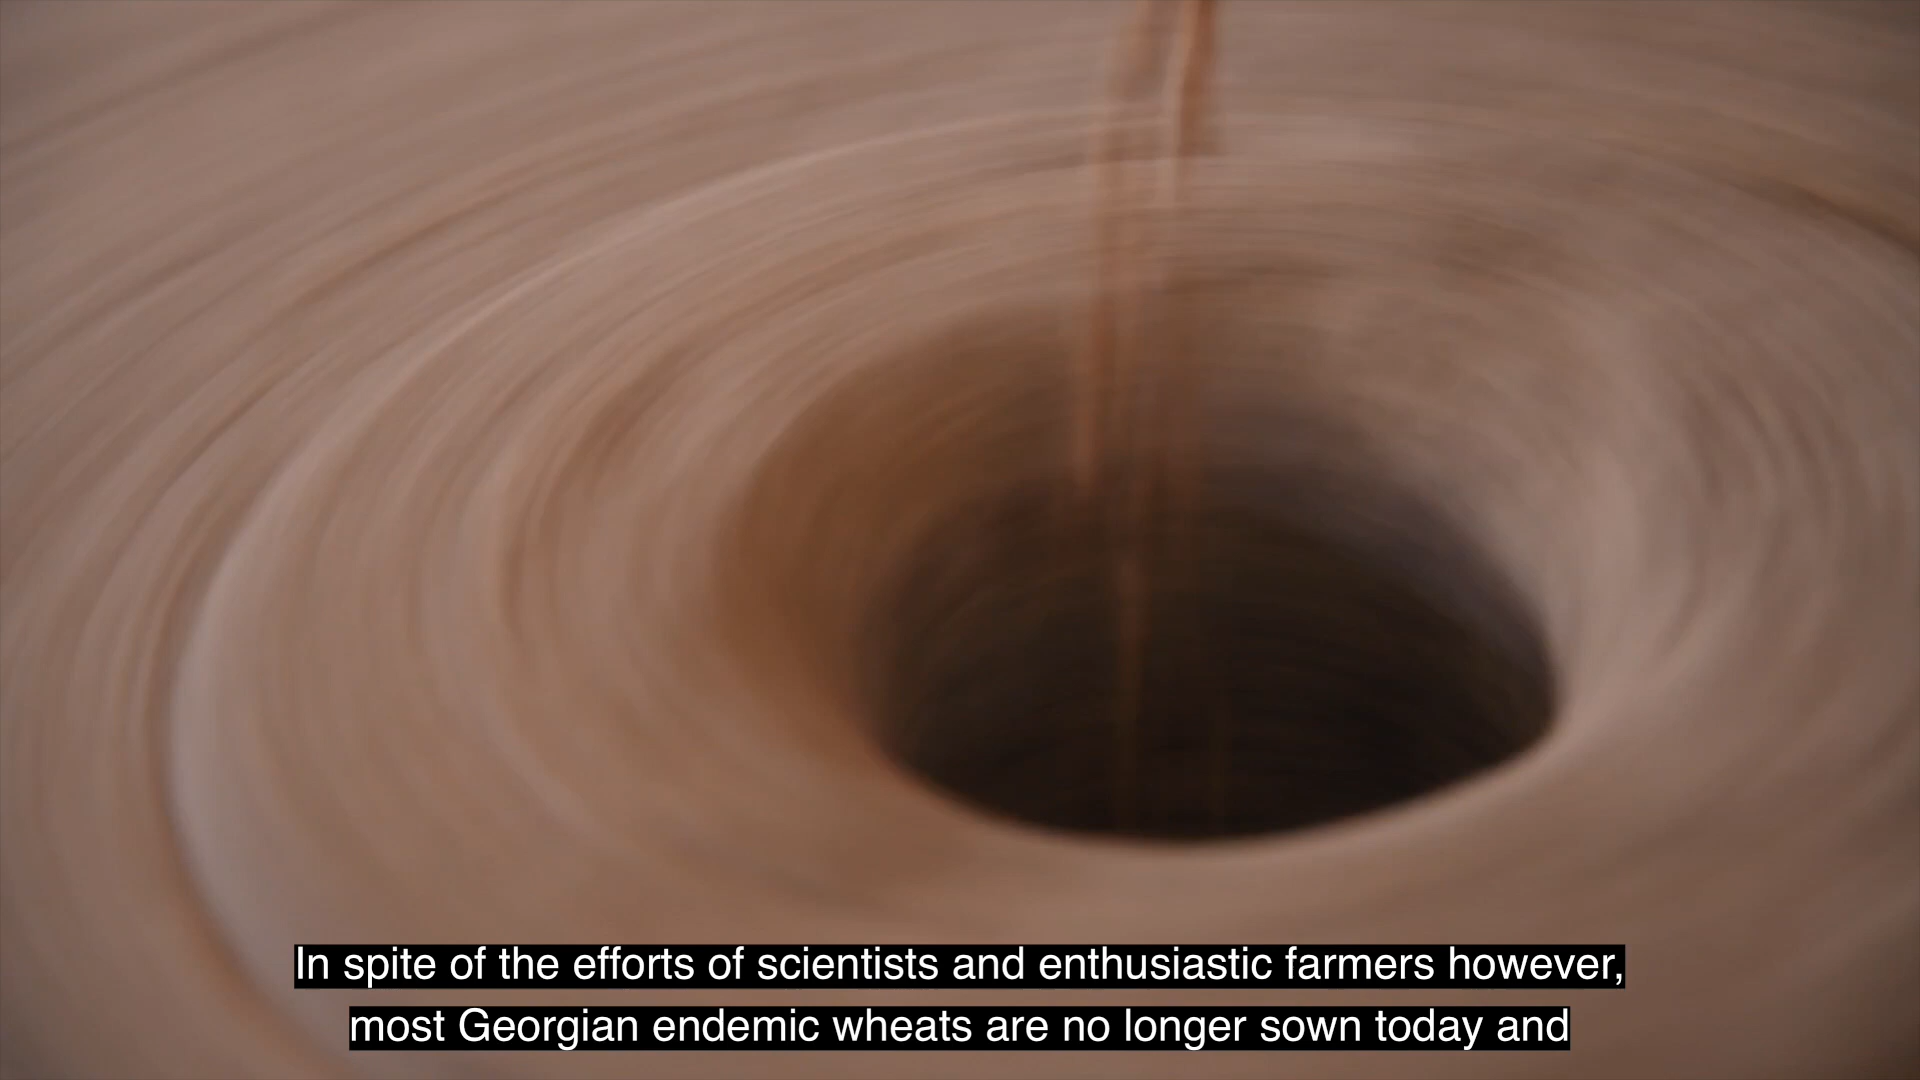 In spite of the efforts of scientists and enthusiastic farmers however,
most Georgian endemic wheats are no longer sown today and